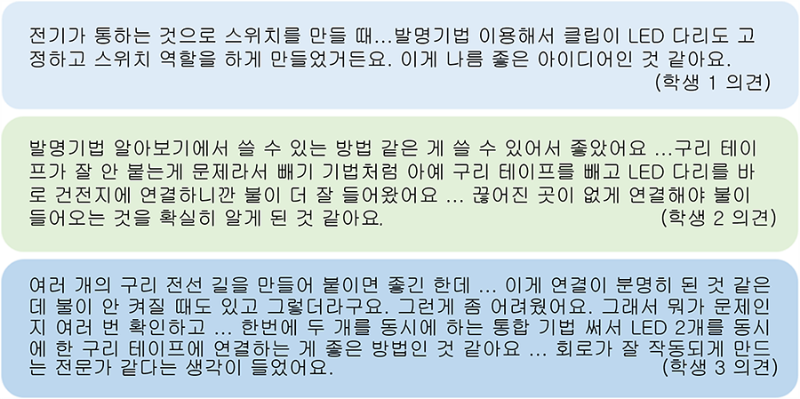 전기가 통하는 것으로 스위치를 만들 때...발명기법 이용해서 클립이 LED 다리도 고
정하고 스위치 역할을 하게 만들었거든요. 이게 나름 좋은 아이디어인 것 같아요.
(학생 1 의견)
발명기법 알아보기에서 쓸 수 있는 방법 같은 게 쓸 수 있어서 좋았어요 ...구리 테이
프가 잘 안 붙는게 문제라서 빼기 기법처럼 아예 구리 테이프를 빼고 LED 다리를 바
로 건전지에 연결하니깐 불이 더 잘 들어왔어요 ... 끊어진 곳이 없게 연결해야 불이
들어오는 것을 확실히 알게 된 것 같아요. (학생 2 의견)
여러 개의 구리 전선 길을 만들어 붙이면 좋긴 한데 ... 이게 연결이 분명히 된 것 같은
데 불이 안 켜질 때도 있고 그렇더라구요. 그런게 좀 어려웠어요. 그래서 뭐가 문제인
지 여러 번 확인하고 ... 한번에 두 개를 동시에 하는 통합 기법 써서 LED 2개를 동시
에 한 구리 테이프에 연결하는 게 좋은 방법인 것 같아요 ... 회로가 잘 작동되게 만드
는 전문가 같다는 생각이 들었어요. (학생 3 의견)